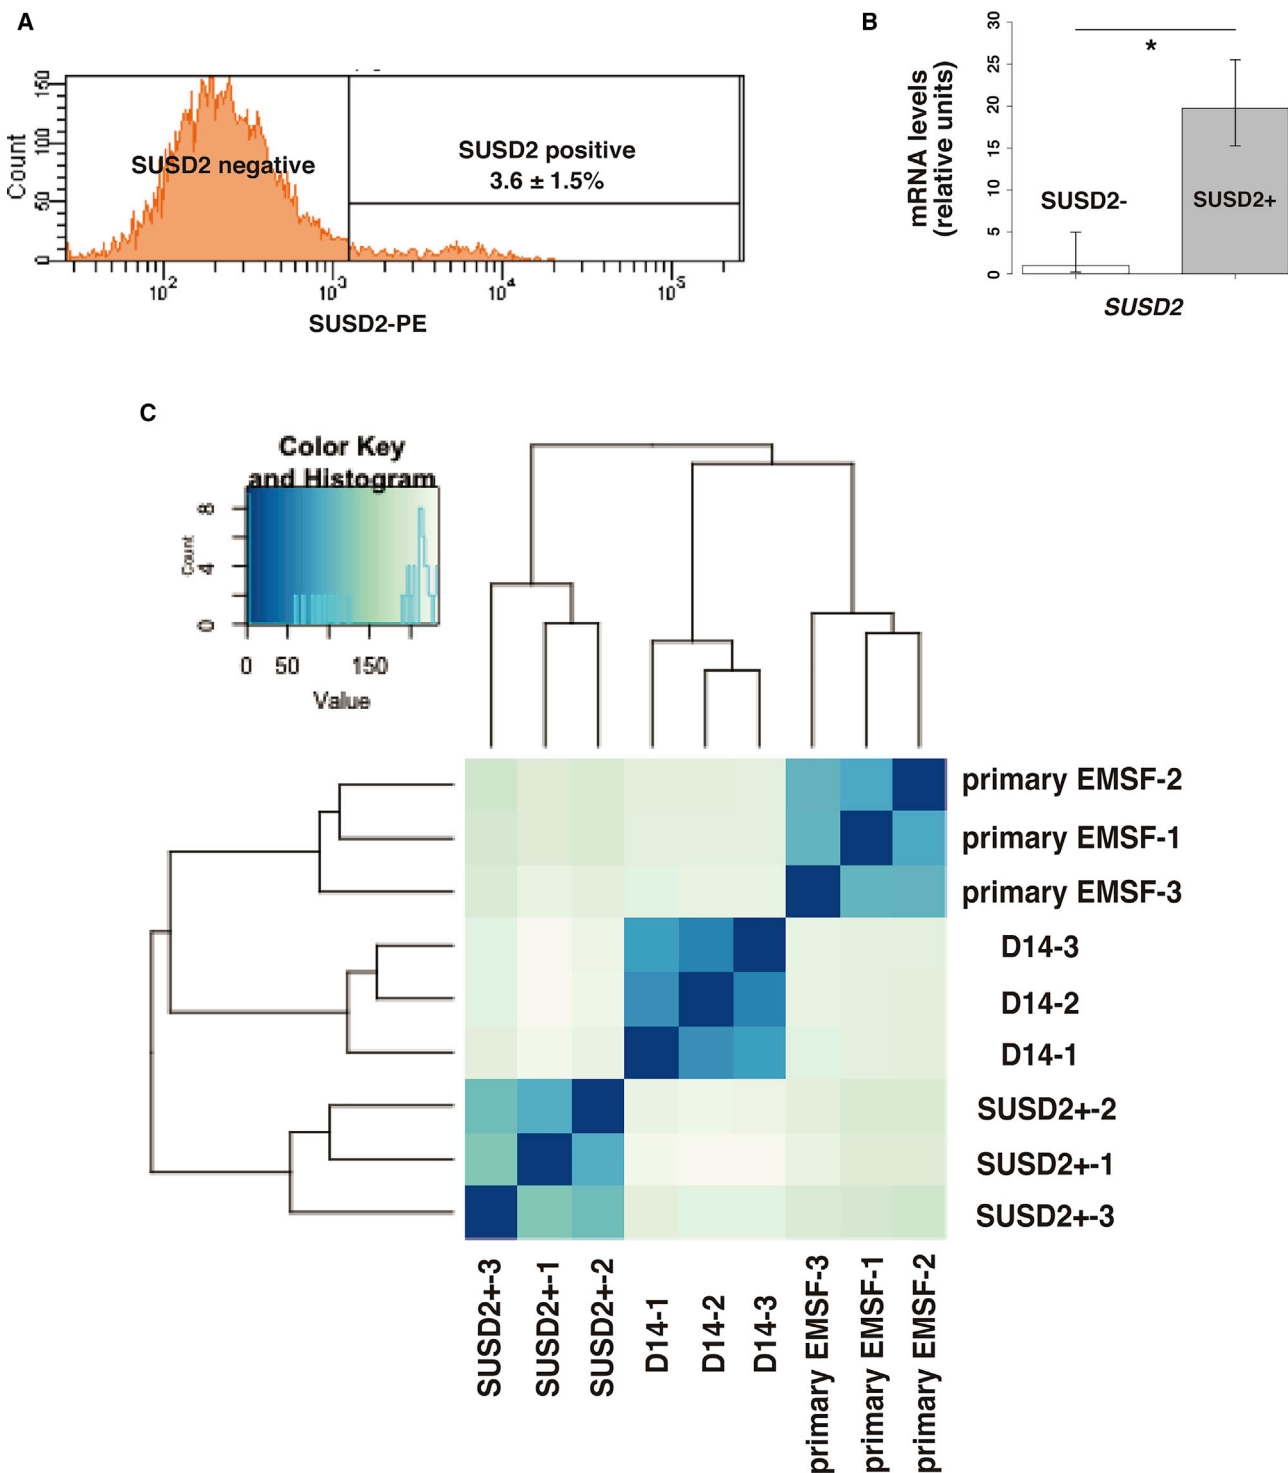 A
150
100
50
0
Count
SUSD2 negative
SUSD2 positive
3.6 ± 1.5%
10²
10³
10⁴
10⁵
SUSD2-PE
B
30
25
20
15
10
5
0
mRNA levels
(relative units)
*
SUSD2-
SUSD2+
SUSD2
C
Color Key
and Histogram
8
4
0
Count
0 50 150
Value
primary EMSF-2
primary EMSF-1
primary EMSF-3
D14-3
D14-2
D14-1
SUSD2+-2
SUSD2+-1
SUSD2+-3
SUSD2+-3
SUSD2+-1
SUSD2+-2
D14-1
D14-2
D14-3
primary EMSF-3
primary EMSF-1
primary EMSF-2